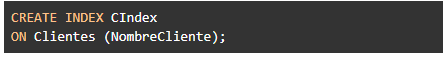 CREATE INDEX CIndex
ON Clientes (NombreCliente);